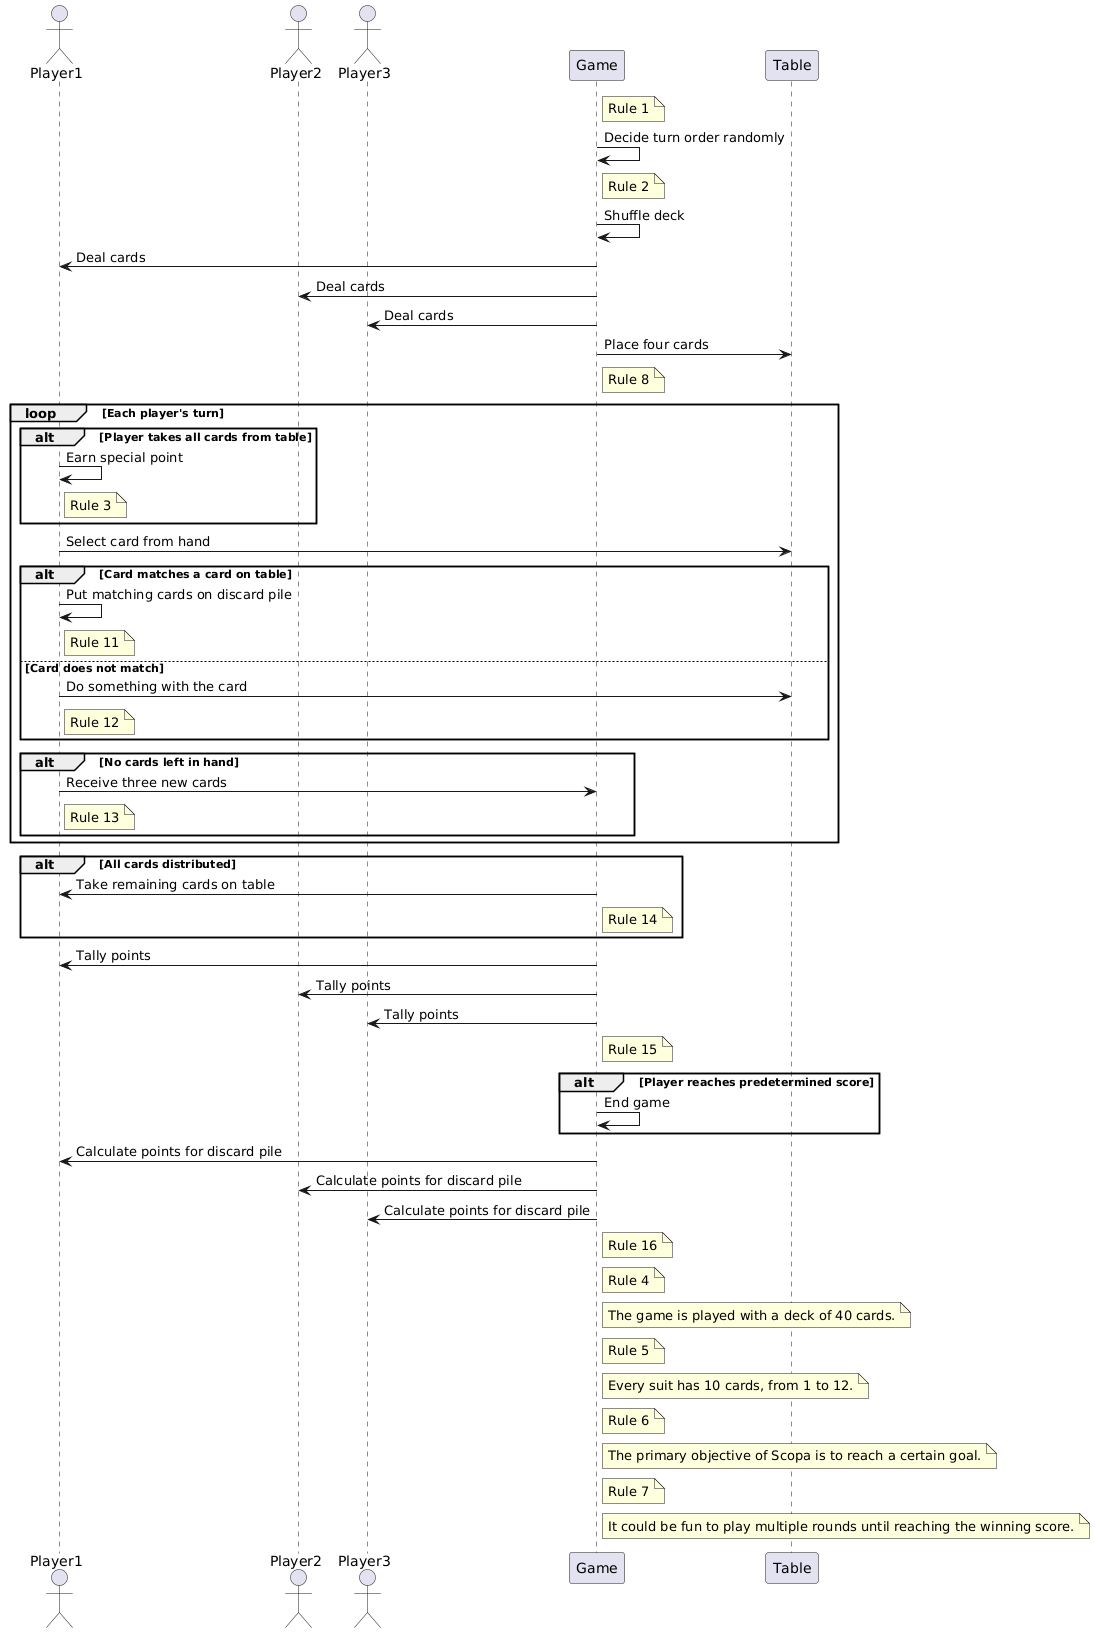 Player1
Player2
Player3
Game
Table
Rule 1
Decide turn order randomly
Rule 2
Shuffle deck
Deal cards
Deal cards
Deal cards
Place four cards
Rule 8
loop [Each player's turn]
alt [Player takes all cards from table]
Earn special point
Rule 3
Select card from hand
alt [Card matches a card on table]
Put matching cards on discard pile
Rule 11
[Card does not match]
Do something with the card
Rule 12
alt [No cards left in hand]
Receive three new cards
Rule 13
alt [All cards distributed]
Take remaining cards on table
Rule 14
Tally points
Tally points
Tally points
Rule 15
alt [Player reaches predetermined score]
End game
Calculate points for discard pile
Calculate points for discard pile
Calculate points for discard pile
Rule 16
Rule 4
The game is played with a deck of 40 cards.
Rule 5
Every suit has 10 cards, from 1 to 12.
Rule 6
The primary objective of Scopa is to reach a certain goal.
Rule 7
It could be fun to play multiple rounds until reaching the winning score.
Player1
Player2
Player3
Game
Table